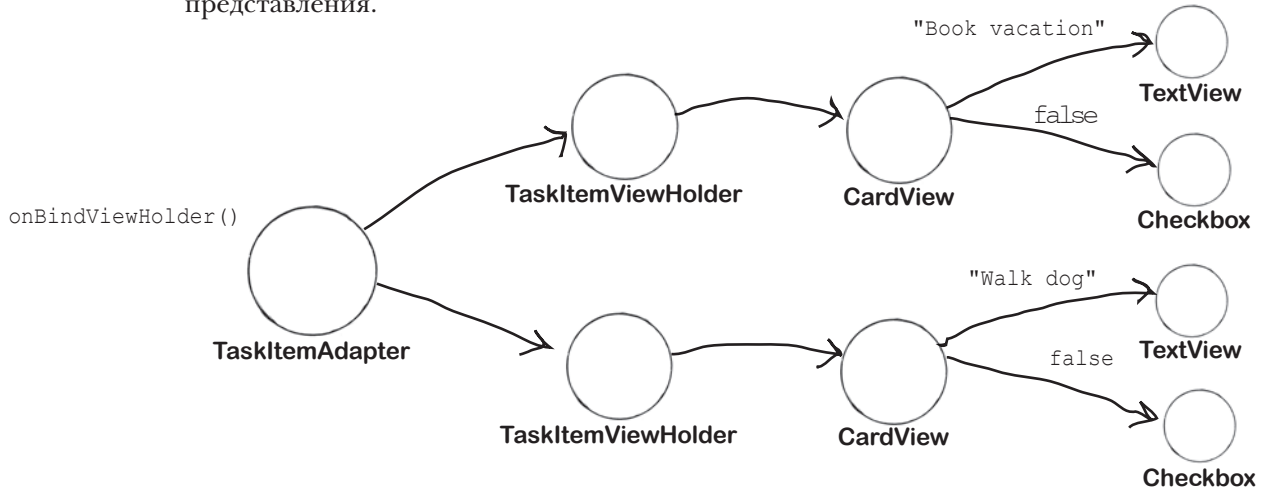 представления.
"Book vacation"
TextView
false
TaskItemViewHolder
CardView
Checkbox
onBindViewHolder()
"Walk dog"
TaskItemAdapter
TextView
false
TaskItemViewHolder
CardView
Checkbox